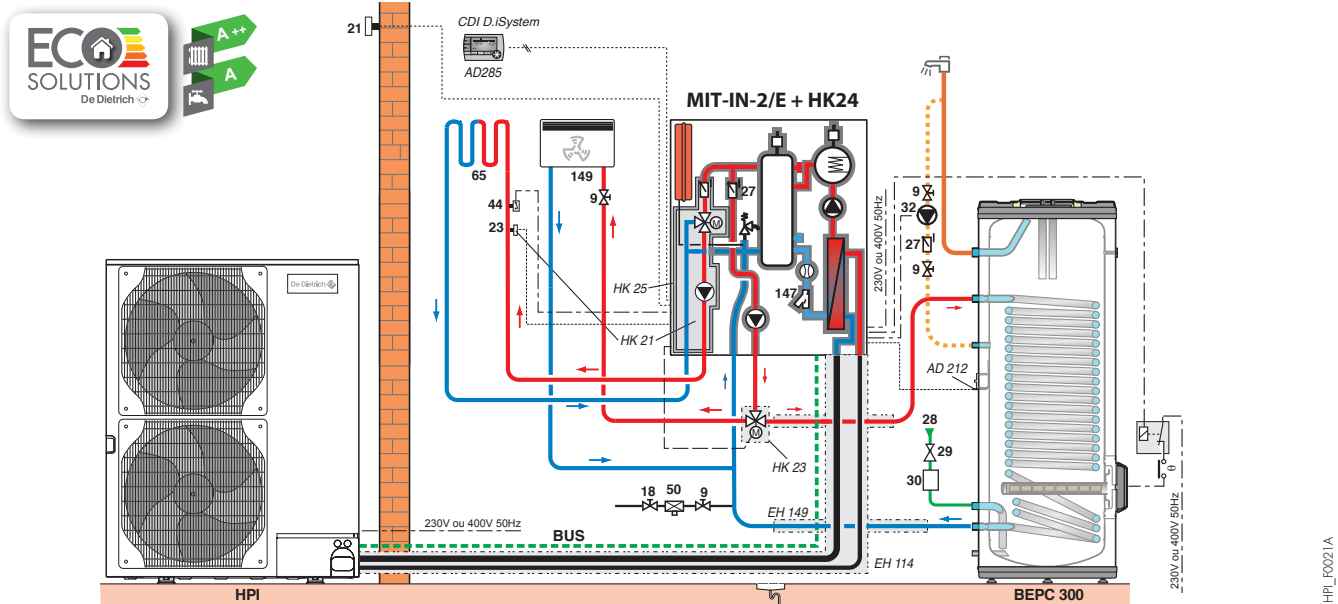 ECO
SOLUTIONS
De Dietrich
A ++
A
21
CDI D.iSystem
AD285
MIT-IN-2/E + HK24
65
149
9
44
23
27
M
HK 25
147
HK 21
230V ou 400V 50Hz
9
32
27
9
AD 212
28
29
30
M
HK 23
18
50
9
EH 149
EH 114
De Dietrich
230V ou 400V 50Hz
BUS
θ
230V ou 400V 50Hz
HPI
BEPC 300
HPI_F0021A